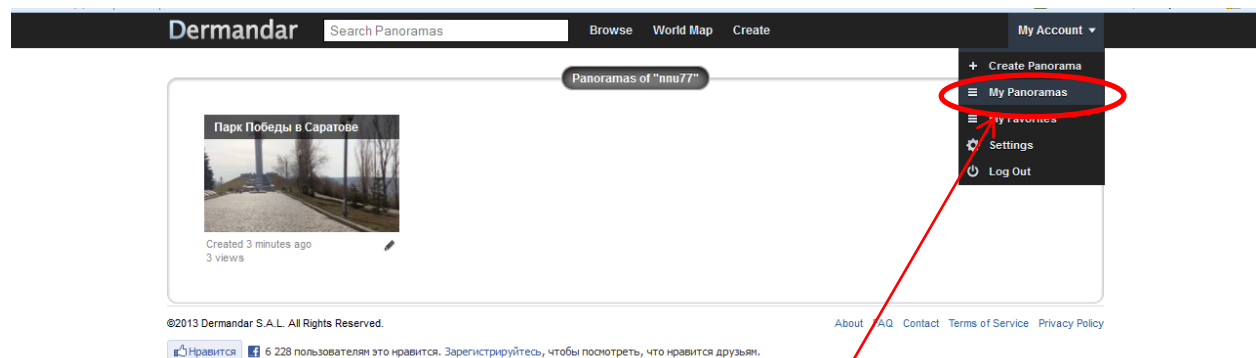 Dermandar Search Panoramas Browse World Map Create My Account
Panoramas of "nnu77"
Create Panorama
My Panoramas
My Favorites
Settings
Log Out
Парк Победы в Саратове
Created 3 minutes ago
3 views
©2013 Dermandar S.A.L. All Rights Reserved. About FAQ Contact Terms of Service Privacy Policy
Нравится 6 228 пользователям это нравится. Зарегистрируйтесь, чтобы посмотреть, что нравится друзьям.